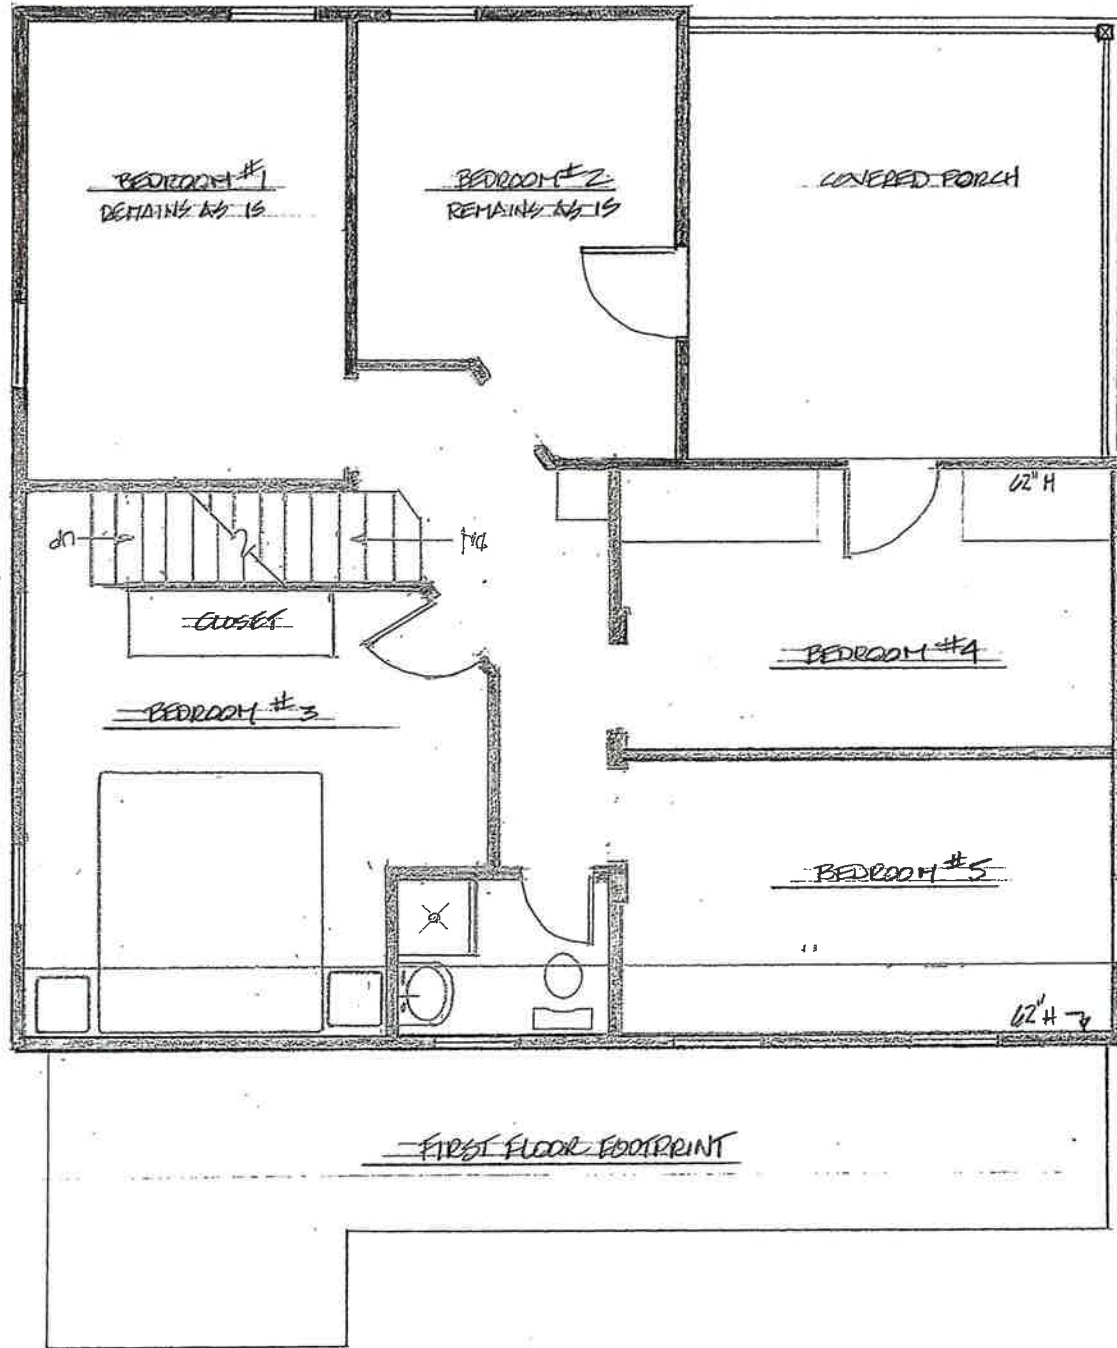 BEDROOM #1
REMAINS AS IS
BEDROOM #2
REMAINS AS IS
COVERED PORCH
62" H
UP
DN
CLOSET
BEDROOM #4
BEDROOM #3
BEDROOM #5
62" H
FIRST FLOOR FOOTPRINT